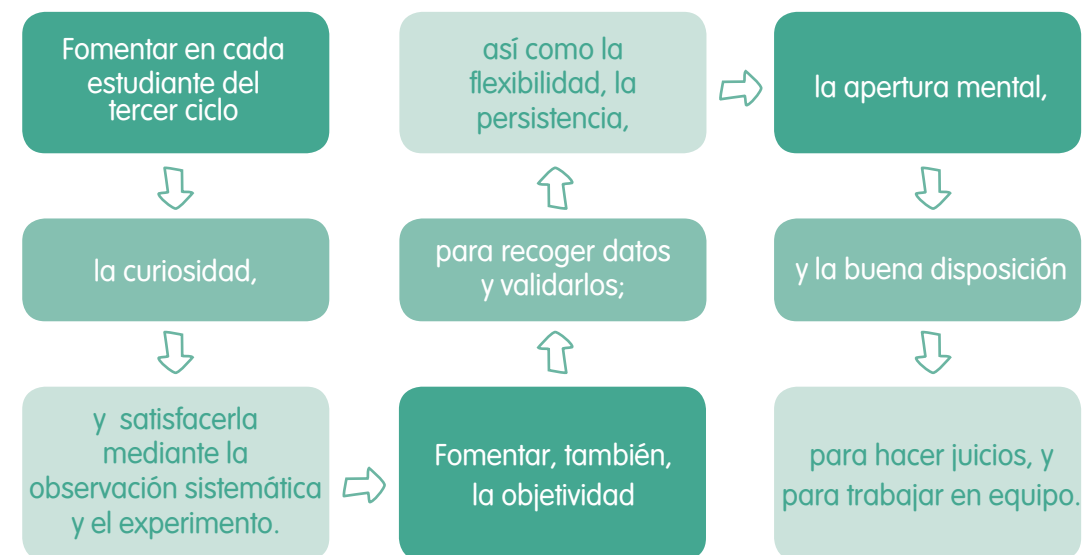 Fomentar en cada
estudiante del
tercer ciclo
la curiosidad,
y satisfacerla
mediante la
observación sistemática
y el experimento.
Fomentar, también,
la objetividad
para recoger datos
y validarlos;
así como la
flexibilidad, la
persistencia,
la apertura mental,
y la buena disposición
para hacer juicios, y
para trabajar en equipo.